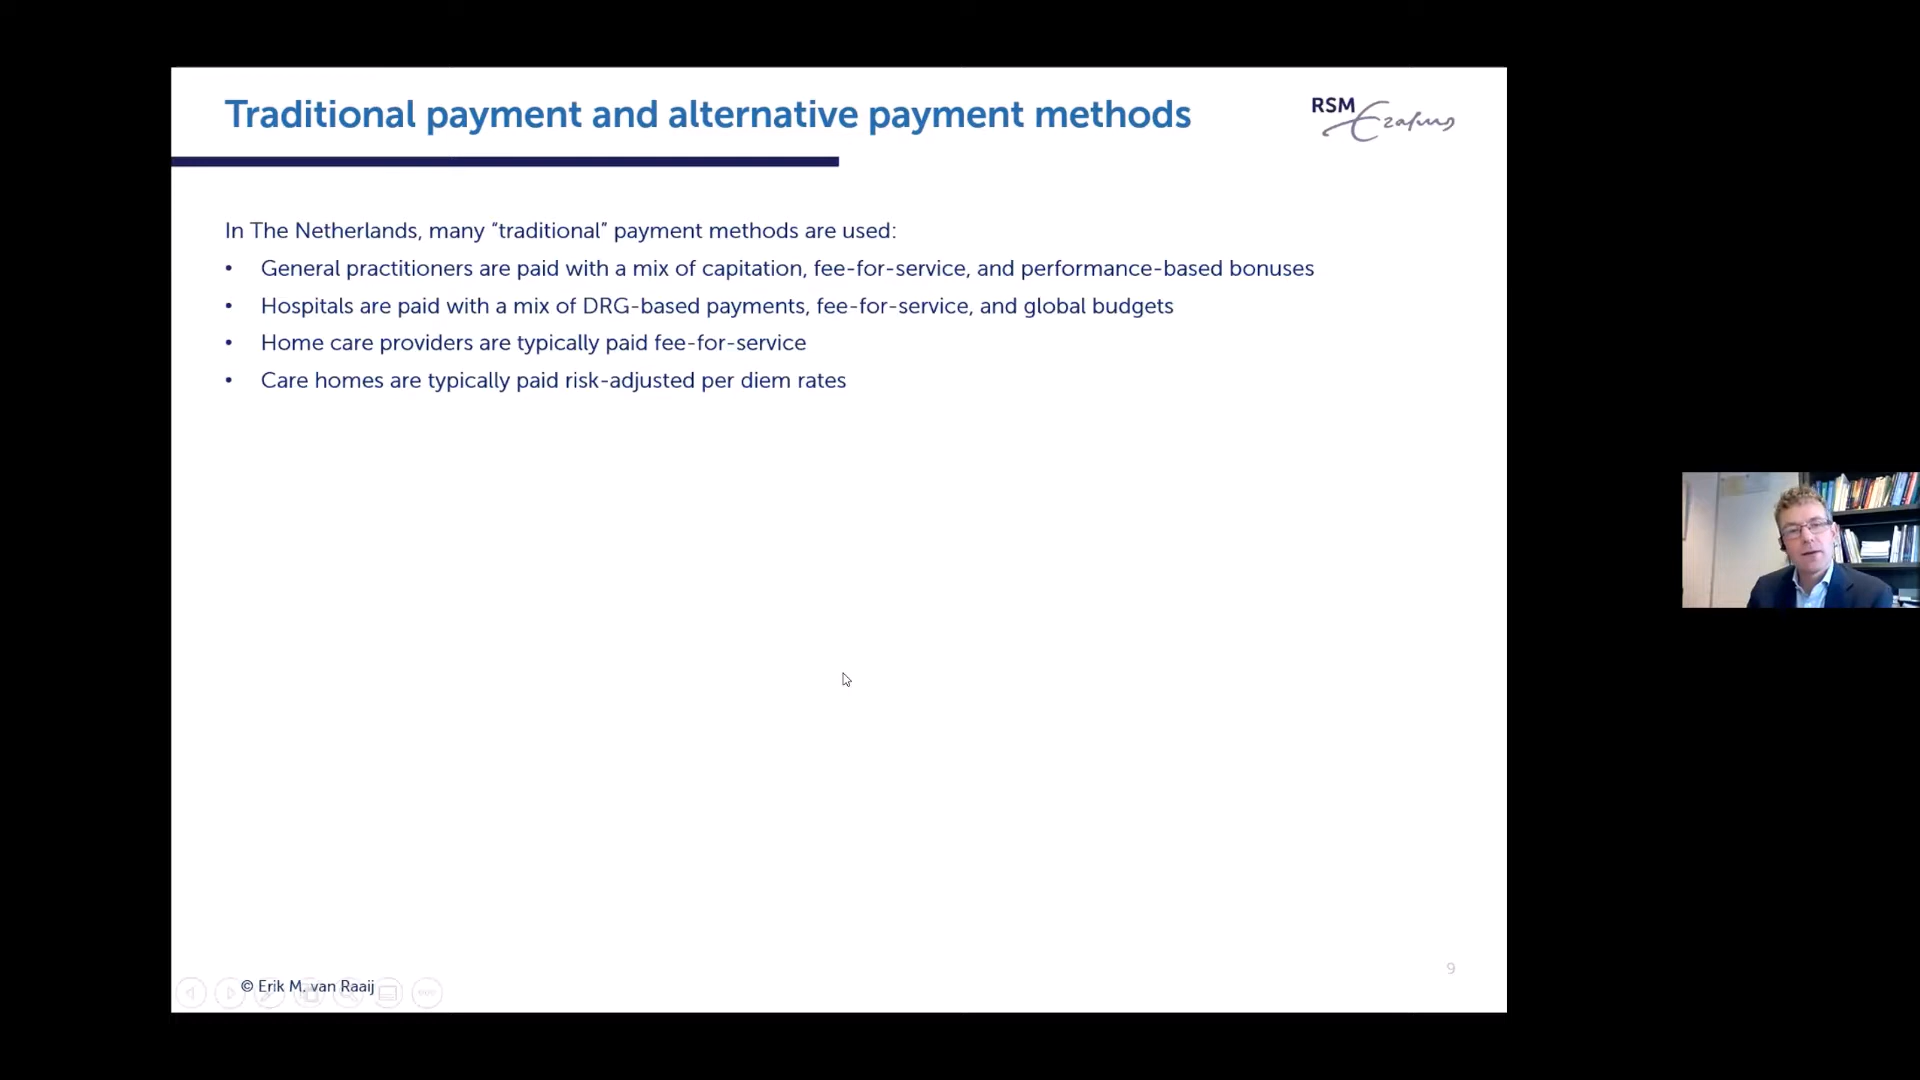 Traditional payment and alternative payment methods
RSM
Erasmus
In The Netherlands, many “traditional” payment methods are used:
• General practitioners are paid with a mix of capitation, fee-for-service, and performance-based bonuses
• Hospitals are paid with a mix of DRG-based payments, fee-for-service, and global budgets
• Home care providers are typically paid fee-for-service
• Care homes are typically paid risk-adjusted per diem rates
9
© Erik M. van Raaij